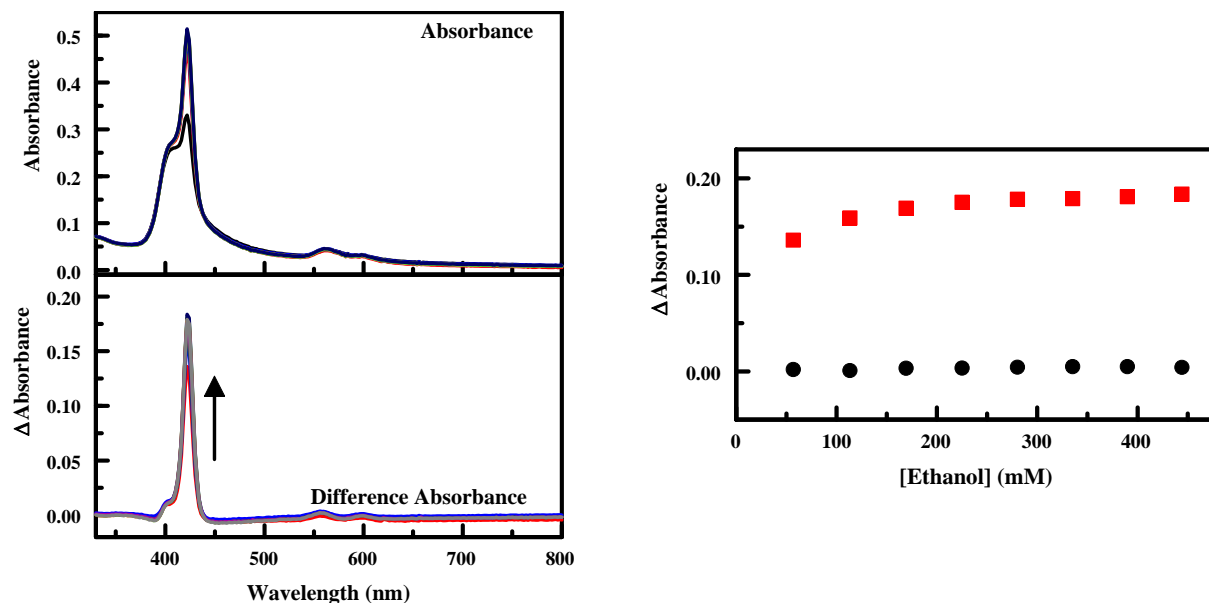 Absorbance
Absorbance
0.5
0.4
0.3
0.2
0.1
0.0
ΔAbsorbance
0.20
0.15
0.10
0.05
0.00
Difference Absorbance
400 500 600 700 800
Wavelength (nm)
ΔAbsorbance
0.20
0.10
0.00
0 100 200 300 400
[Ethanol] (mM)